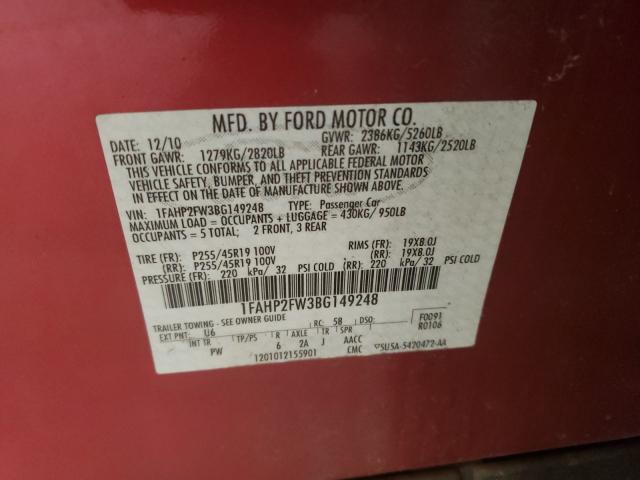 MFD. BY FORD MOTOR CO.
DATE: 12/10 GVWR: 2386KG/5260LB
FRONT GAWR: 1279KG/2820LB REAR GAWR: 1143KG/2520LB
THIS VEHICLE CONFORMS TO ALL APPLICABLE FEDERAL MOTOR
VEHICLE SAFETY, BUMPER, AND THEFT PREVENTION STANDARDS
IN EFFECT ON THE DATE OF MANUFACTURE SHOWN ABOVE.
VIN: 1FAHP2FW3BG149248 TYPE: Passenger Car
MAXIMUM LOAD = OCCUPANTS + LUGGAGE = 430KG/950LB
OCCUPANTS = 5 TOTAL; 2 FRONT, 3 REAR
TIRE (FR): P255/45R19 100V RIMS (FR): 19X8.0J
(RR): P255/45R19 100V (RR): 19X8.0J
PRESSURE (FR): 220 kPa/32 PSI COLD (RR): 220 kPa/32 PSI COLD
1FAHP2FW3BG149248
TRAILER TOWING - SEE OWNER GUIDE RC: 58 DSO: F0091
EXT PNT: U6 R0106
INT TR TP/PS R AXLE TR SPR
PW 6 2A J AACC
1201012155901 CMC 5U5A-5420472-AA